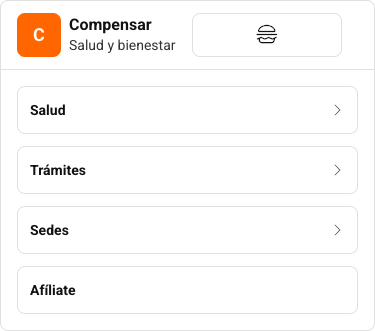 C
Compensar
Salud y bienestar
Salud
Trámites
Sedes
Afíliate